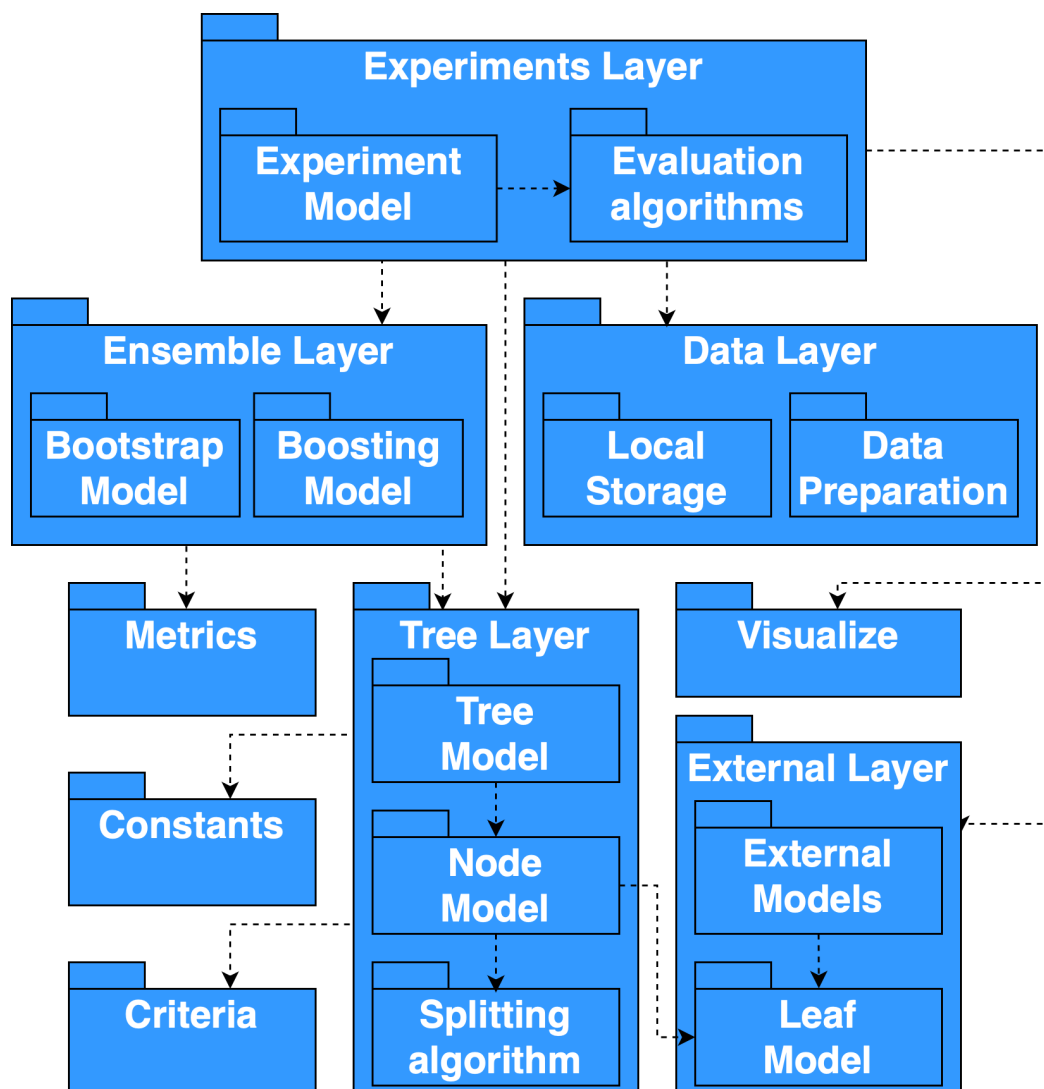 Experiments Layer
Experiment
Model
Evaluation
algorithms
Ensemble Layer
Bootstrap
Model
Boosting
Model
Data Layer
Local
Storage
Data
Preparation
Metrics
Tree Layer
Tree
Model
Visualize
Constants
Node
Model
External Layer
External
Models
Criteria
Splitting
algorithm
Leaf
Model